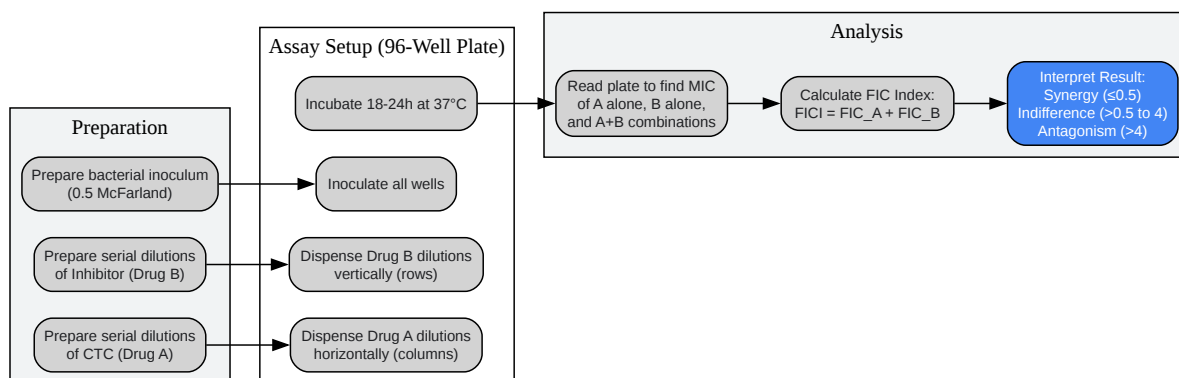 Preparation
Prepare bacterial inoculum
(0.5 McFarland)
Prepare serial dilutions
of Inhibitor (Drug B)
Prepare serial dilutions
of CTC (Drug A)
Assay Setup (96-Well Plate)
Incubate 18-24h at 37°C
Inoculate all wells
Dispense Drug B dilutions
vertically (rows)
Dispense Drug A dilutions
horizontally (columns)
Analysis
Read plate to find MIC
of A alone, B alone,
and A+B combinations
Calculate FIC Index:
FICI = FIC_A + FIC_B
Interpret Result:
Synergy (≤0.5)
Indifference (>0.5 to 4)
Antagonism (>4)